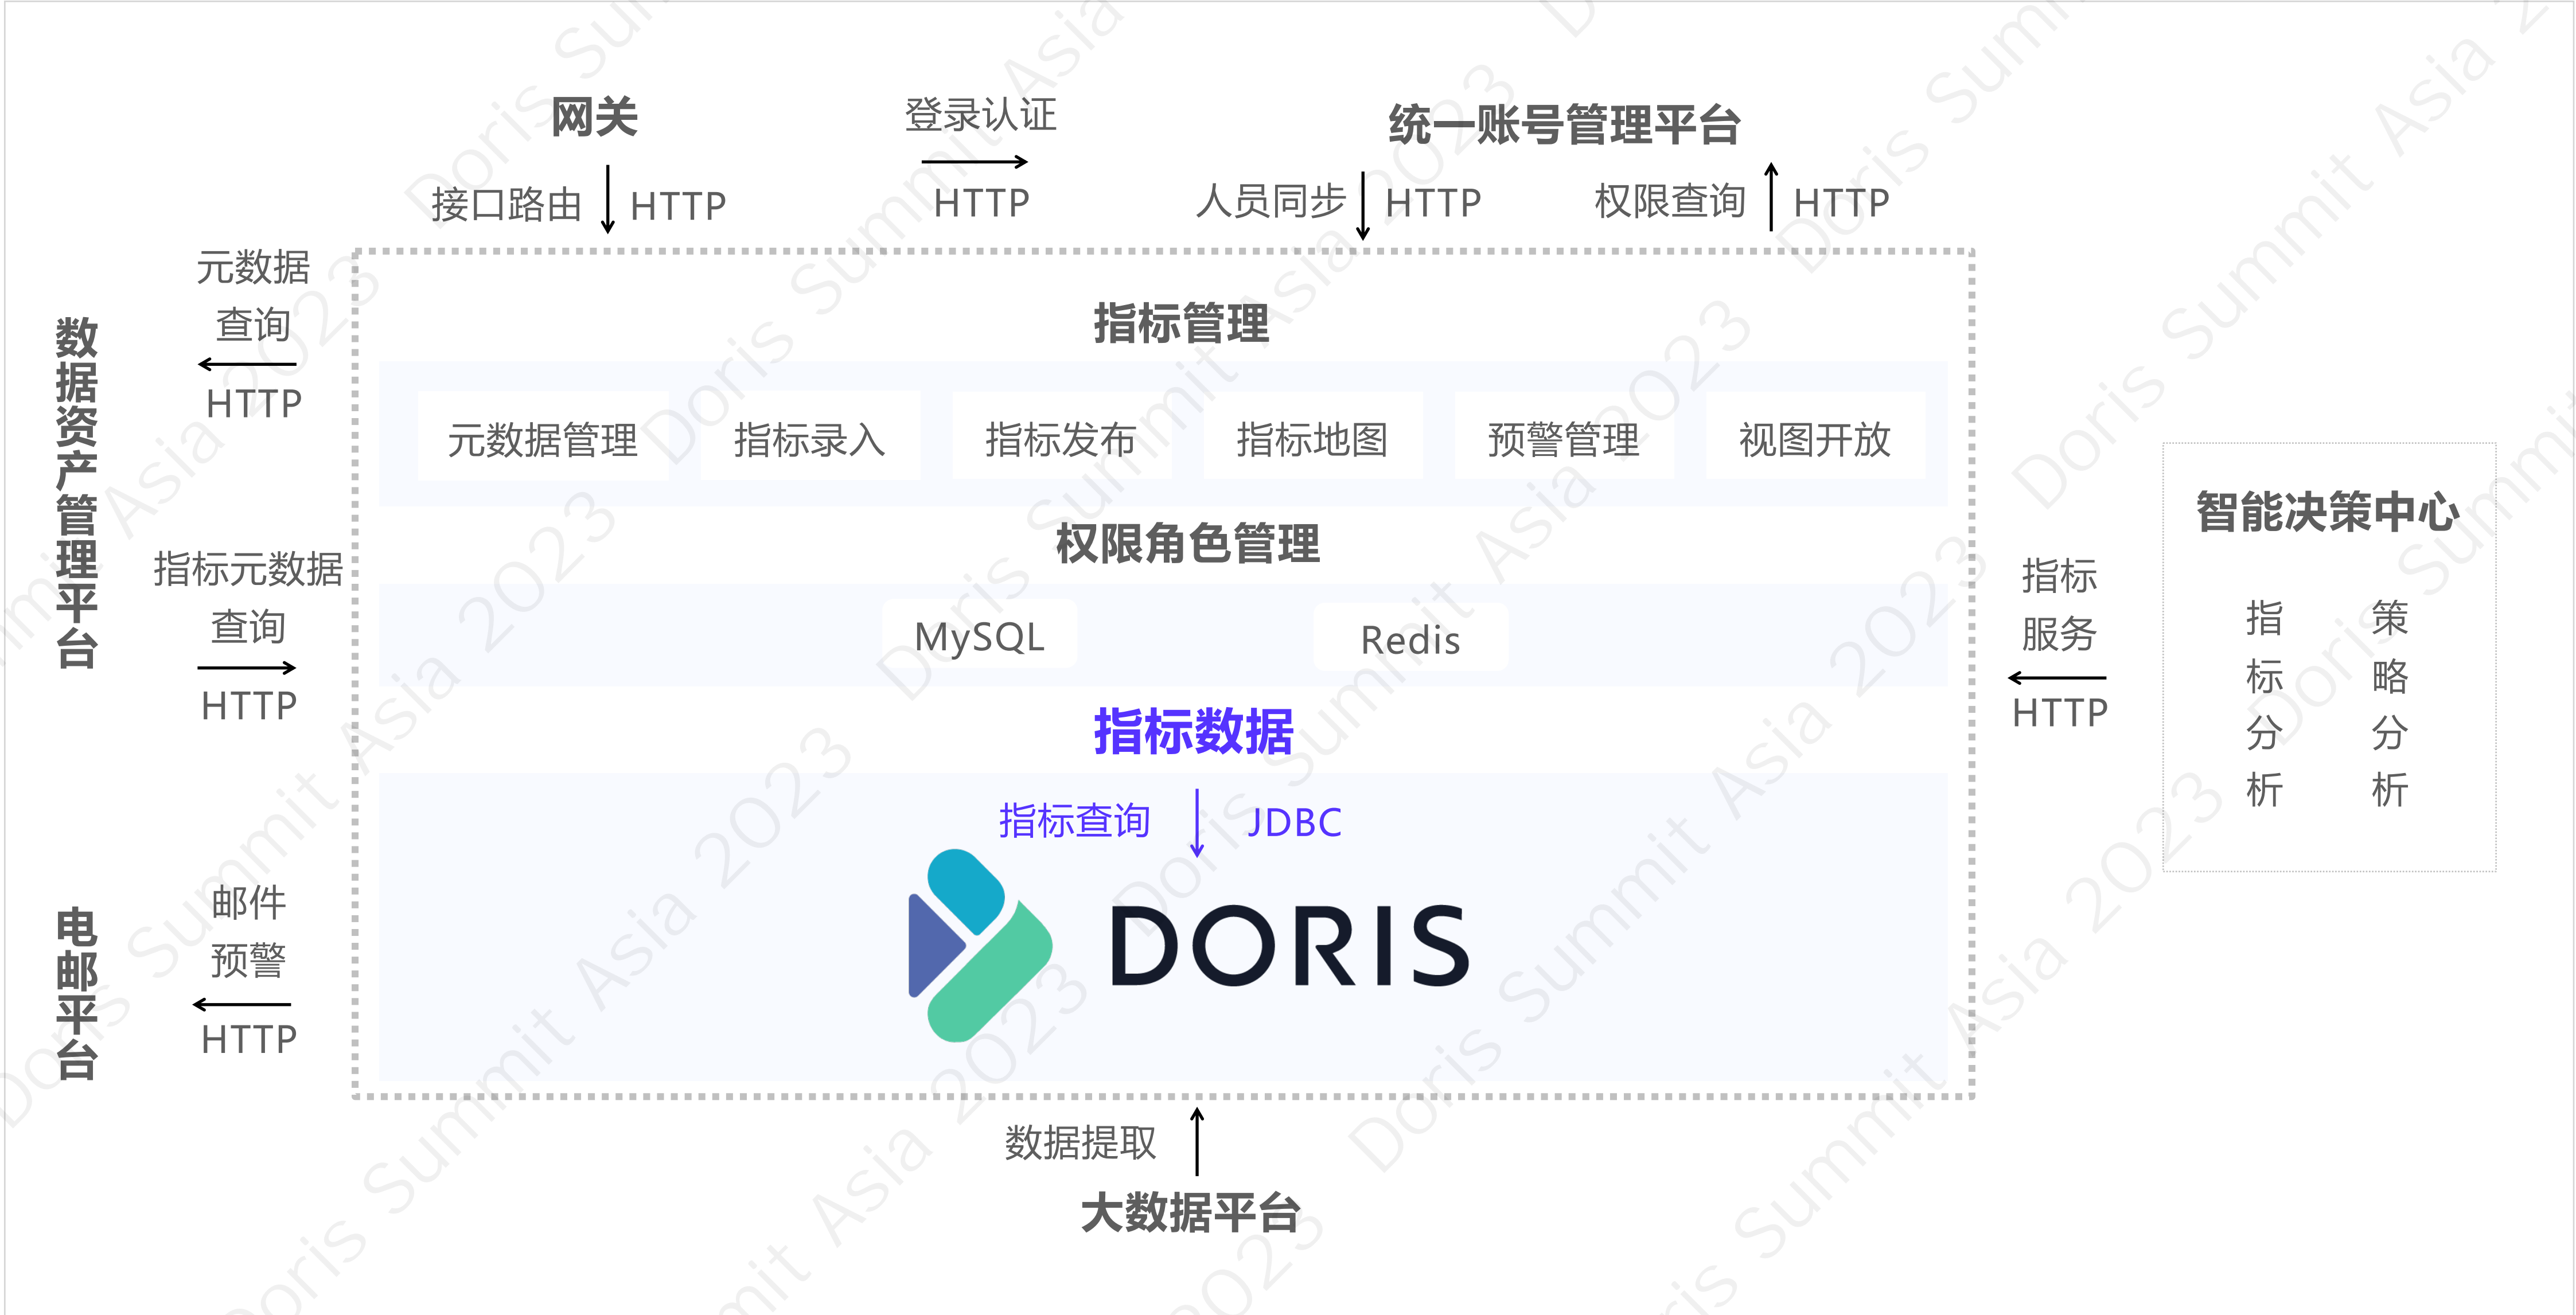 网关
登录认证
统一账号管理平台
接口路由
HTTP
HTTP
人员同步
HTTP
权限查询
HTTP
数据资产管理平台
元数据
查询
HTTP
指标元数据
查询
HTTP
电邮平台
邮件
预警
HTTP
指标管理
元数据管理
指标录入
指标发布
指标地图
预警管理
视图开放
权限角色管理
MySQL
Redis
指标数据
指标查询
JDBC
DORIS
数据提取
大数据平台
指标
服务
HTTP
智能决策中心
指标分析
策略分析
Doris Summit Asia 2023